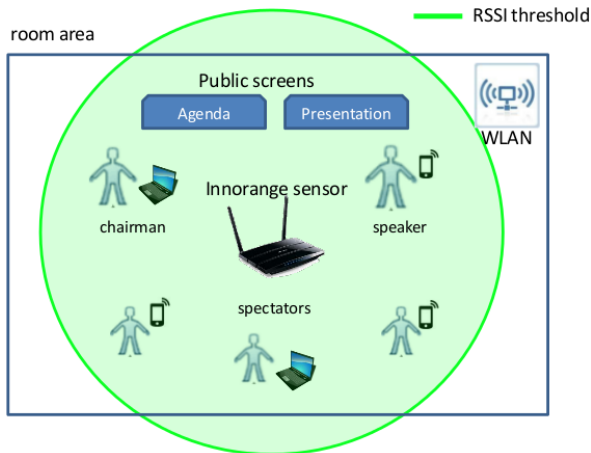 RSSI threshold
room area
Public screens
Agenda
Presentation
WLAN
Innorange sensor
chairman
speaker
spectators